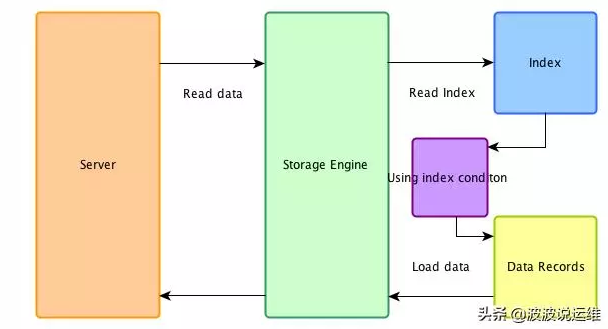 Index
Read data
Read Index
Server
Storage Engine
Using index conditon
Load data
Data Records
头条 @波波说运维